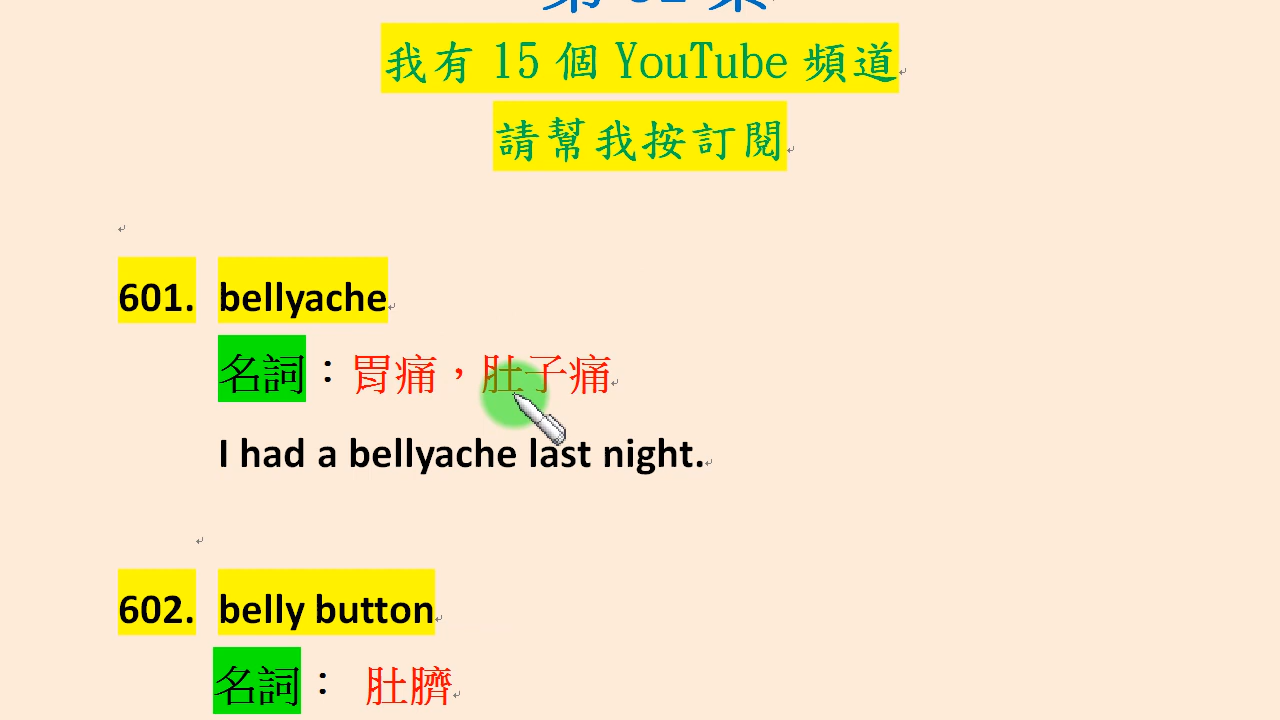 我有 15 個 YouTube 頻道
請幫我按訂閱
601. bellyache
名詞：胃痛，肚子痛
I had a bellyache last night.
602. belly button
名詞： 肚臍